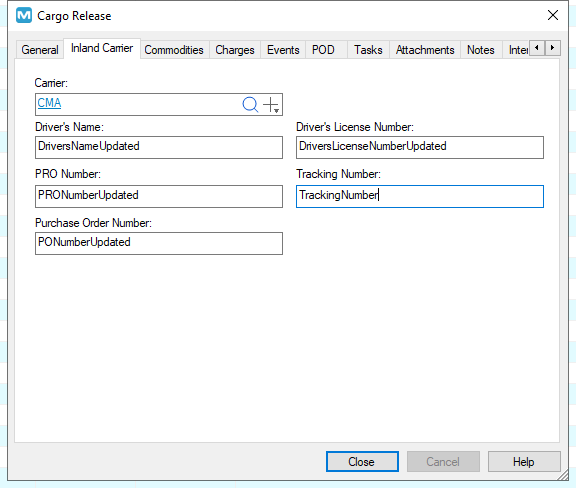 Cargo Release
General Inland Carrier Commodities Charges Events POD Tasks Attachments Notes Inter
Carrier:
CMA
Driver's Name: Driver's License Number:
DriversNameUpdated DriversLicenseNumberUpdated
PRO Number: Tracking Number:
PRONumberUpdated TrackingNumber
Purchase Order Number:
PONumberUpdated
Close Cancel Help